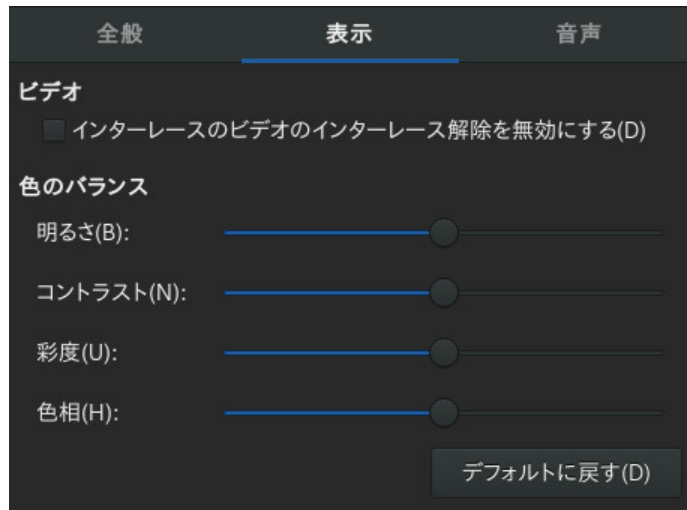 全般 表示 音声
ビデオ
インターレースのビデオのインターレース解除を無効にする(D)
色のバランス
明るさ(B):
コントラスト(N):
彩度(U):
色相(H):
デフォルトに戻す(D)